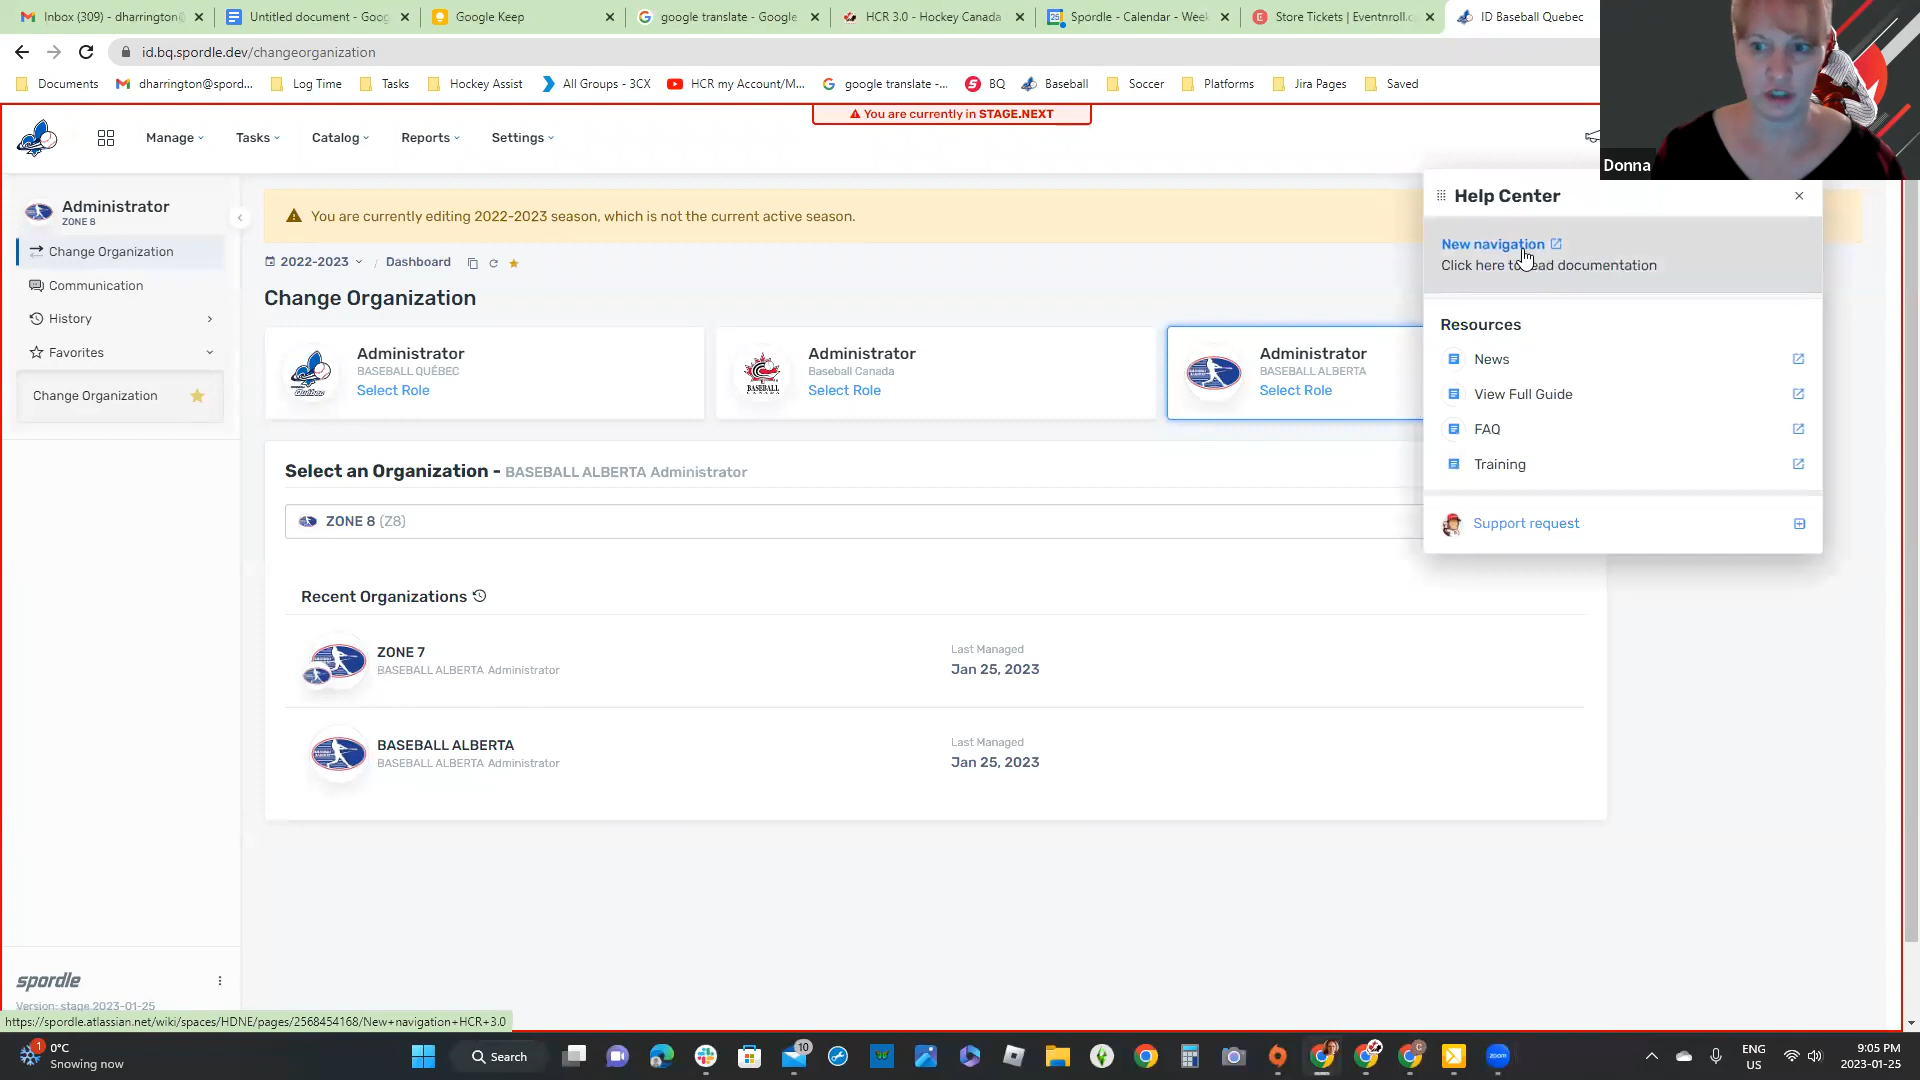 Inbox (309) - dharrington@
Untitled document - Goog
Google Keep
google translate - Google
HCR 3.0 - Hockey Canada
Spordle - Calendar - Week
Store Tickets | Eventnroll.c
ID Baseball Quebec
id.bq.spordle.dev/changeorganization
Documents
dharrington@spord...
Log Time
Tasks
Hockey Assist
All Groups - 3CX
HCR my Account/M...
google translate -...
BQ
Baseball
Soccer
Platforms
Jira Pages
Saved
You are currently in STAGE.NEXT
Manage
Tasks
Catalog
Reports
Settings
Donna
Administrator
ZONE 8
Change Organization
Communication
History
Favorites
Change Organization
You are currently editing 2022-2023 season, which is not the current active season.
2022-2023 / Dashboard
Change Organization
Administrator
BASEBALL QUÉBEC
Select Role
Administrator
Baseball Canada
Select Role
Administrator
BASEBALL ALBERTA
Select Role
Select an Organization - BASEBALL ALBERTA Administrator
ZONE 8 (Z8)
Recent Organizations
ZONE 7
BASEBALL ALBERTA Administrator
Last Managed
Jan 25, 2023
BASEBALL ALBERTA
BASEBALL ALBERTA Administrator
Last Managed
Jan 25, 2023
Help Center
New navigation
Click here to read documentation
Resources
News
View Full Guide
FAQ
Training
Support request
spordle
Version: stage 2023-01-25
https://spordle.atlassian.net/wiki/spaces/HDNE/pages/2568454168/New+navigation+HCR+3.0
1
0°C
Snowing now
Search
10
zoom
ENG
US
9:05 PM
2023-01-25